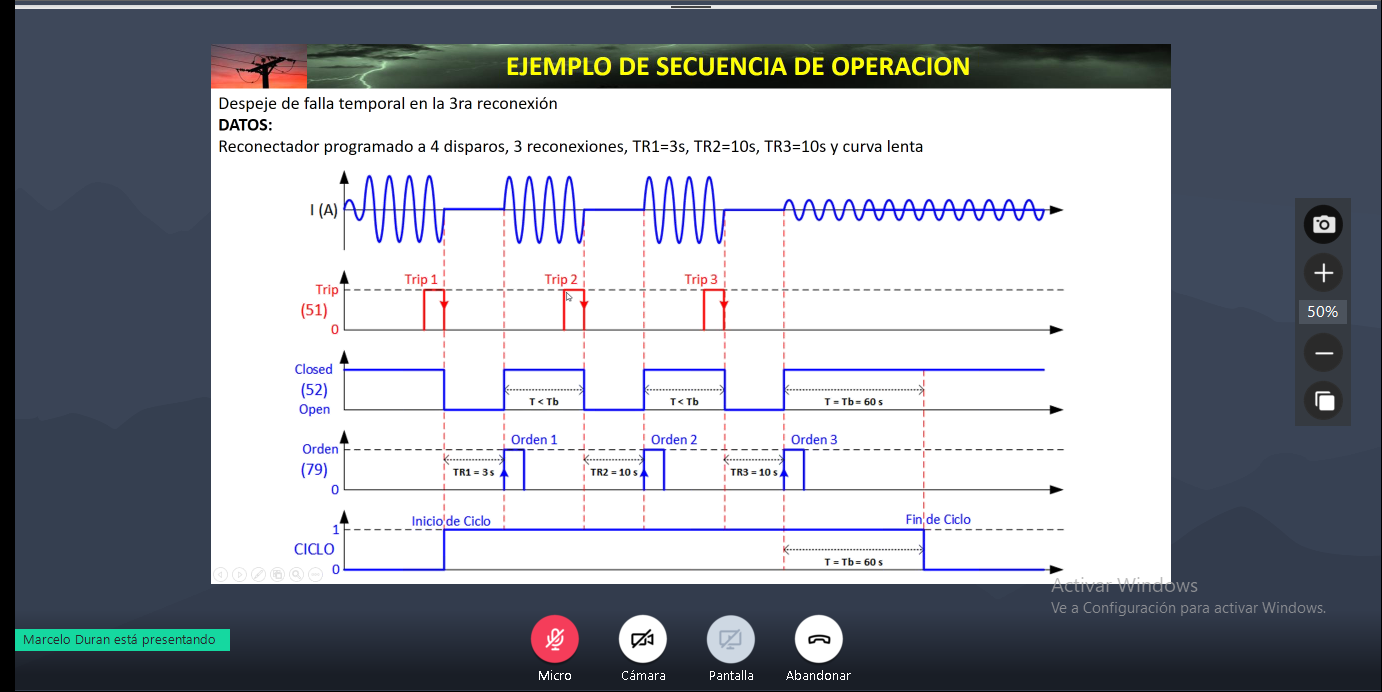 EJEMPLO DE SECUENCIA DE OPERACION
Despeje de falla temporal en la 3ra reconexión
DATOS:
Reconectador programado a 4 disparos, 3 reconexiones, TR1=3s, TR2=10s, TR3=10s y curva lenta
I (A)
Trip 1 Trip 2 Trip 3
Trip
(51)
0
Closed
(52)
Open
T < Tb T < Tb T = Tb = 60 s
Orden 1 Orden 2 Orden 3
Orden
(79)
0
TR1 = 3 s TR2 = 10 s TR3 = 10 s
Inicio de Ciclo Fin de Ciclo
1
CICLO
0
T = Tb = 60 s
50%
Activar Windows
Ve a Configuración para activar Windows.
Marcelo Duran está presentando
Micro Cámara Pantalla Abandonar